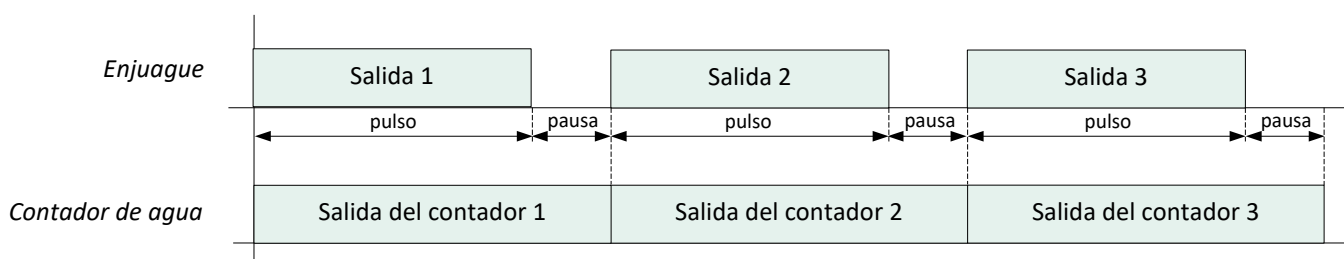 Enjuague
Salida 1
Salida 2
Salida 3
pulso
pausa
pulso
pausa
pulso
pausa
Contador de agua
Salida del contador 1
Salida del contador 2
Salida del contador 3